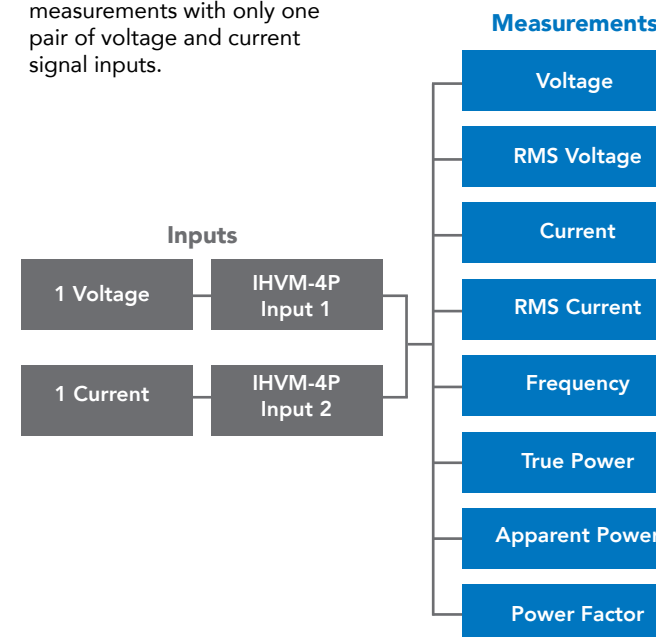 measurements with only one
pair of voltage and current
signal inputs.
Measurements
Inputs
1 Voltage
IHVM-4P
Input 1
1 Current
IHVM-4P
Input 2
Voltage
RMS Voltage
Current
RMS Current
Frequency
True Power
Apparent Power
Power Factor